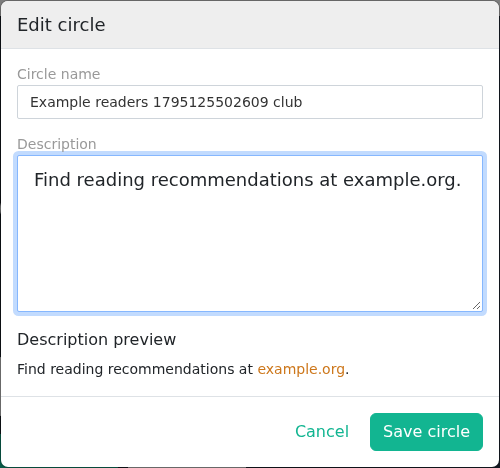 Edit circle
Circle name
Example readers 1795125502609 club
Description
Find reading recommendations at example.org.
Description preview
Find reading recommendations at example.org.
Cancel Save circle